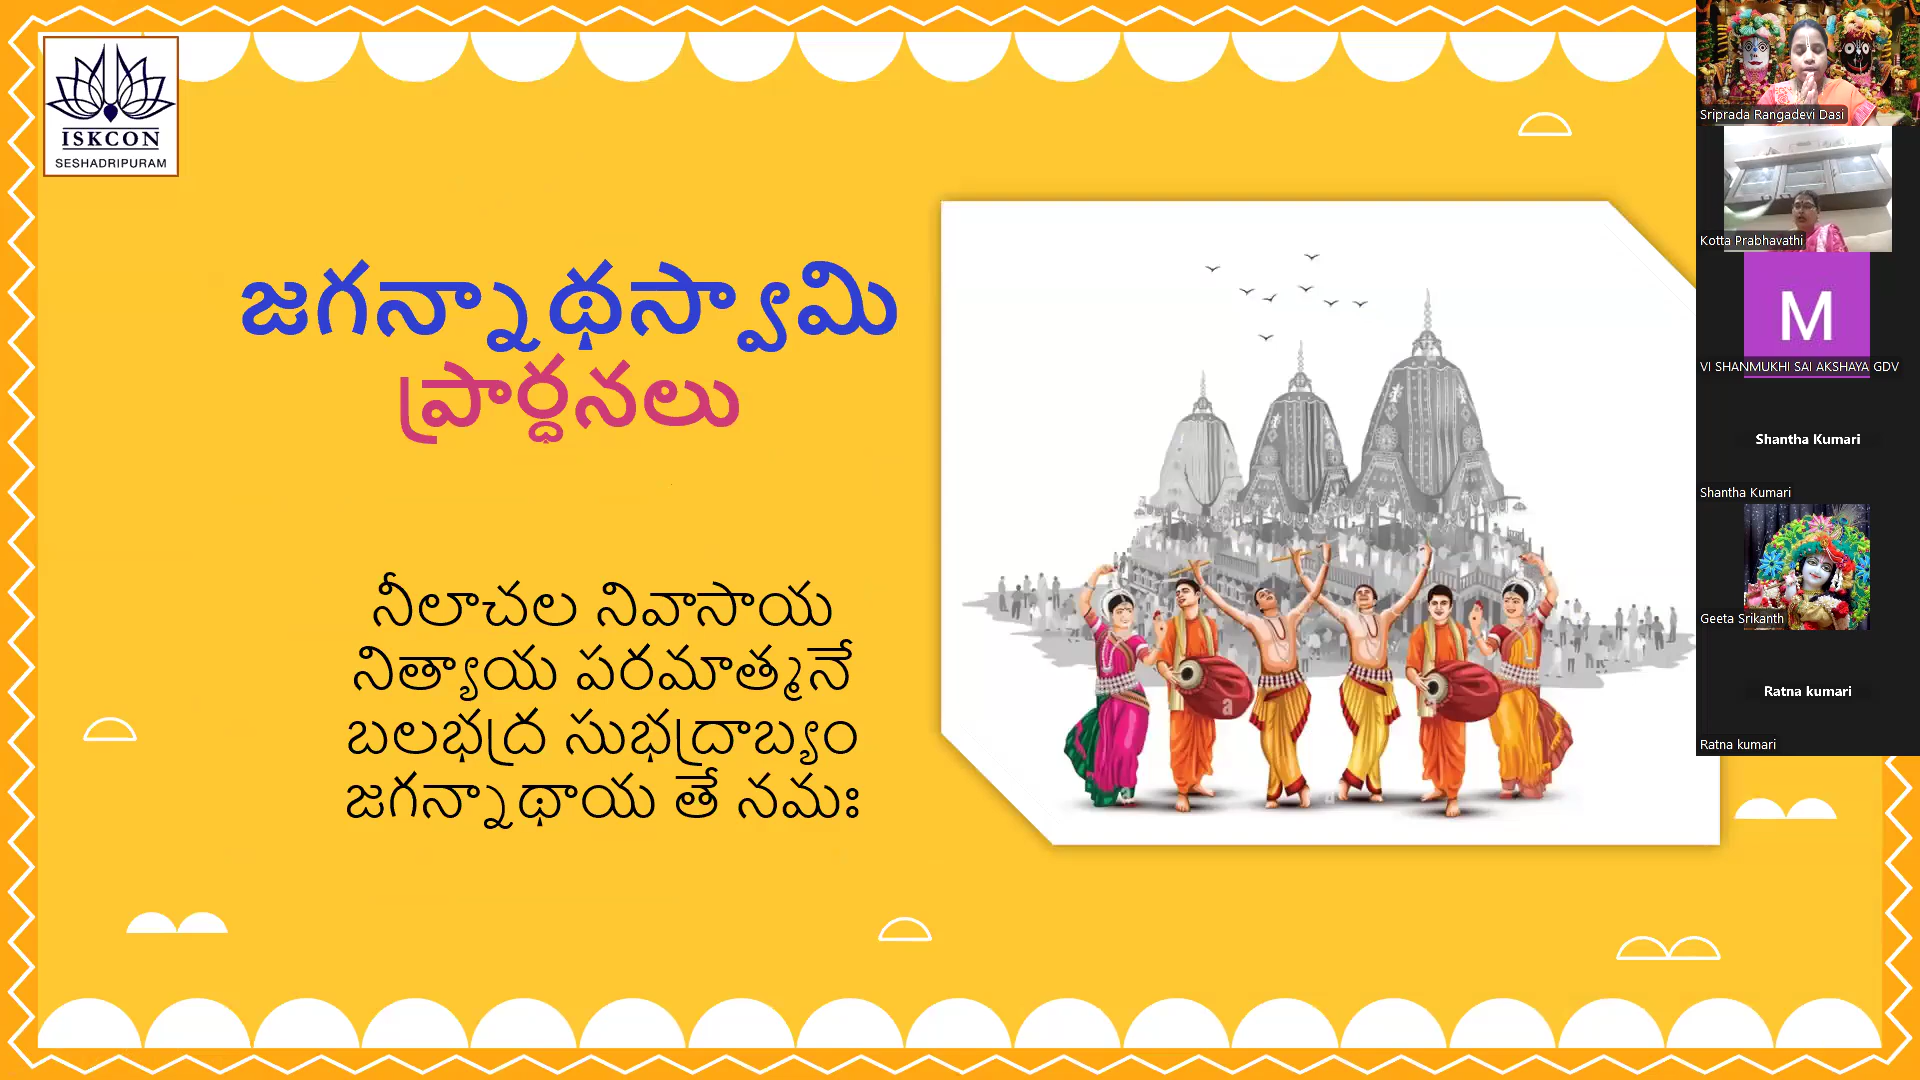 ISKCON
SESHADRIPURAM
జగన్నాథస్వామి
ప్రార్ధనలు
నీలాచల నివాసాయ
నిత్యాయ పరమాత్మనే
బలభద్ర సుభద్రాబ్యం
జగన్నాథాయ తే నమః
Sriprada Rangadevi Dasi
Kotta Prabhavathi
M
VI SHANMUKHI SAI AKSHAYA GDV
Shantha Kumari
Shantha Kumari
Geeta Srikanth
Ratna kumari
Ratna kumari